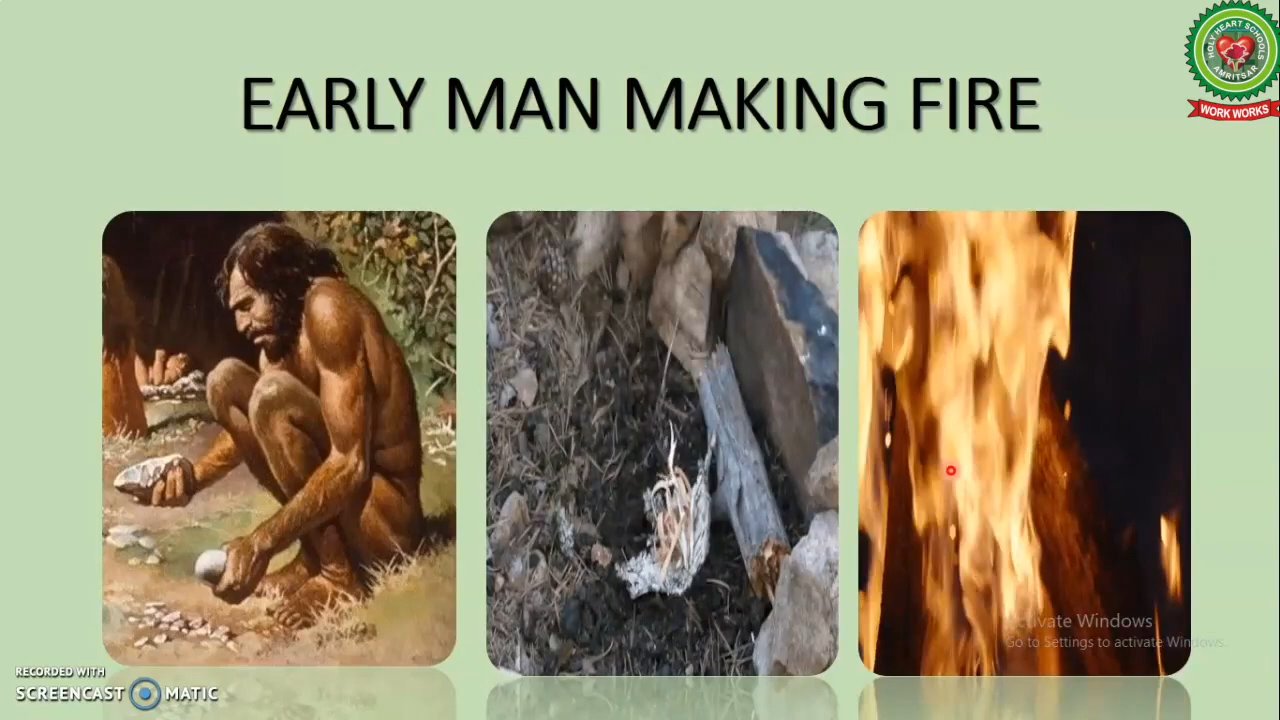 EARLY MAN MAKING FIRE
HOLY HEART SCHOOLS
AMRITSAR
WORK WORKS
Activate Windows
Go to Settings to activate Windows.
RECORDED WITH
SCREENCAST MATIC